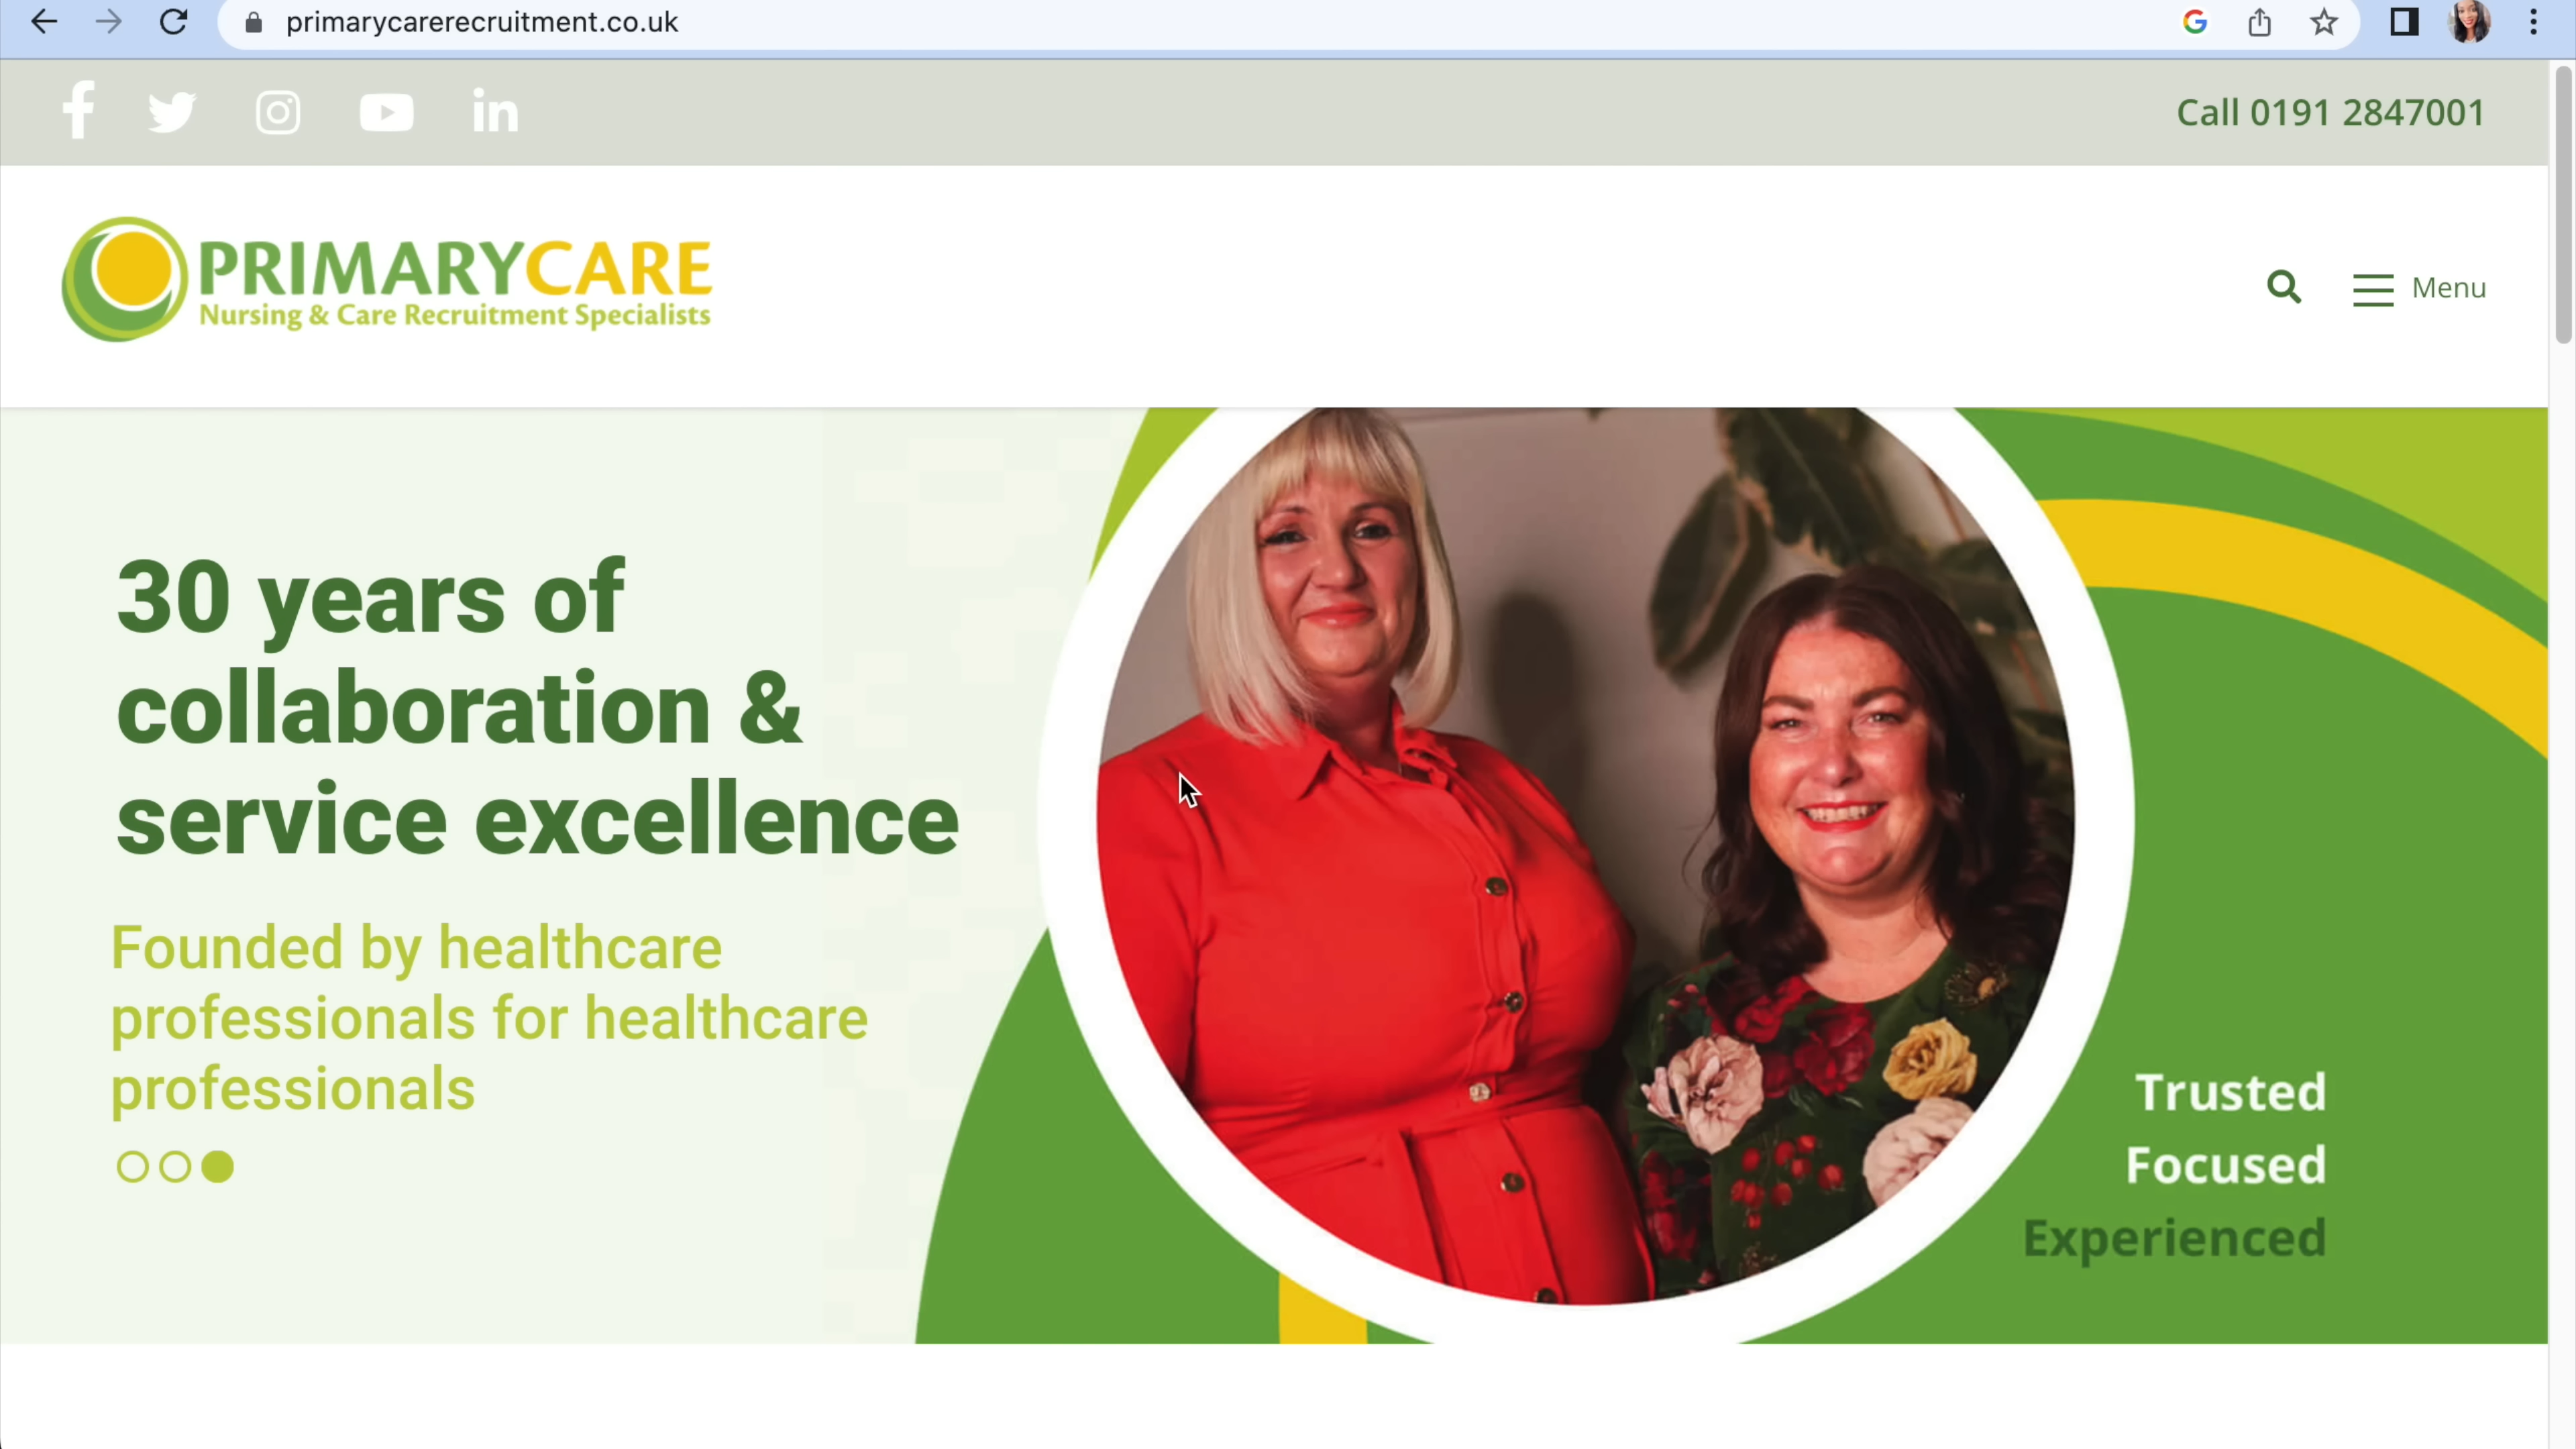 primarycarerecruitment.co.uk
Call 0191 2847001
PRIMARYCARE
Nursing & Care Recruitment Specialists
Menu
30 years of
collaboration &
service excellence
Founded by healthcare
professionals for healthcare
professionals
Trusted
Focused
Experienced